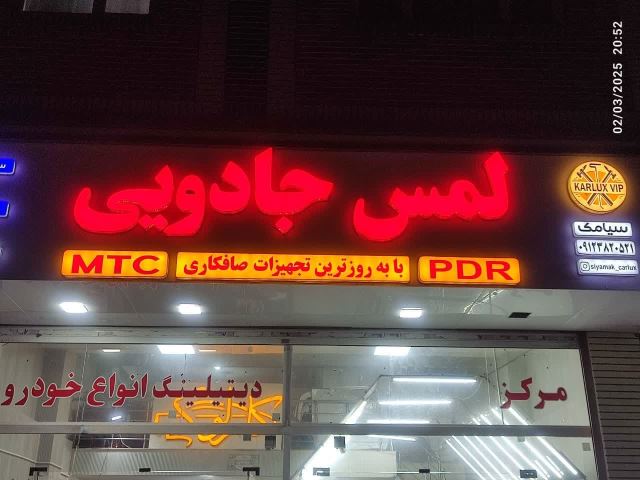 02/03/2025 20:52
لمس جادویی
KARLUX VIP
سیامک
۰۹۱۲۳۸۲۰۵۲۱
siyamak_carlux
PDR
با به روزترین تجهیزات صافکاری
MTC
مرکز دیتیلینگ انواع خودرو